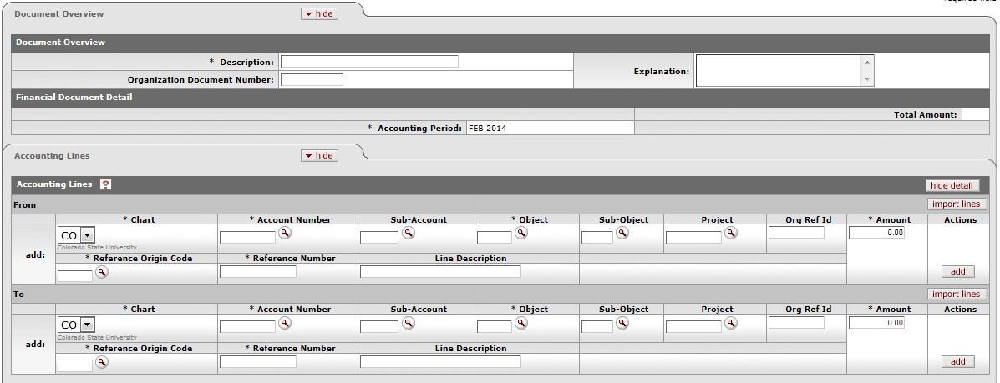 Document Overview hide
Document Overview
* Description: Explanation:
Organization Document Number:
Financial Document Detail
Total Amount:
* Accounting Period: FEB 2014
Accounting Lines hide
Accounting Lines ? hide detail
From import lines
* Chart * Account Number Sub-Account * Object Sub-Object Project Org Ref Id * Amount Actions
add: CO 0.00
Colorado State University
* Reference Origin Code * Reference Number Line Description
add
To import lines
* Chart * Account Number Sub-Account * Object Sub-Object Project Org Ref Id * Amount Actions
add: CO 0.00
Colorado State University
* Reference Origin Code * Reference Number Line Description
add